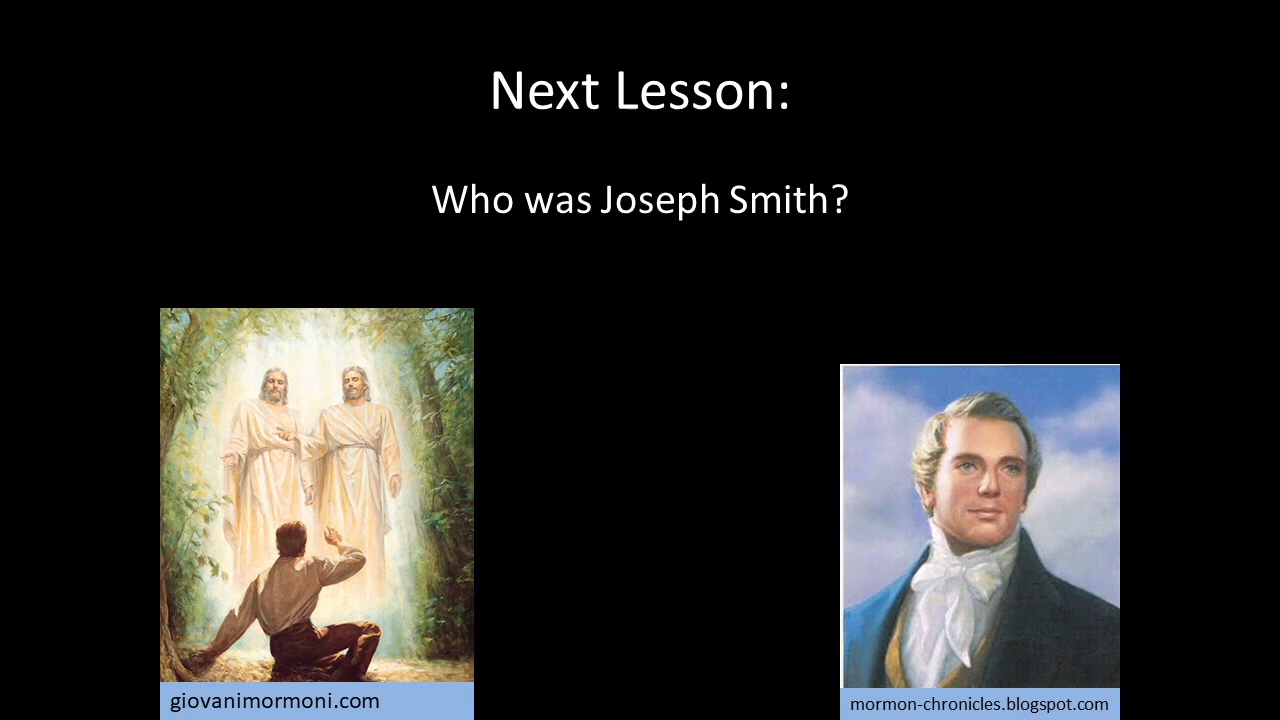 Next Lesson:
Who was Joseph Smith?
giovanimormoni.com
mormon-chronicles.blogspot.com